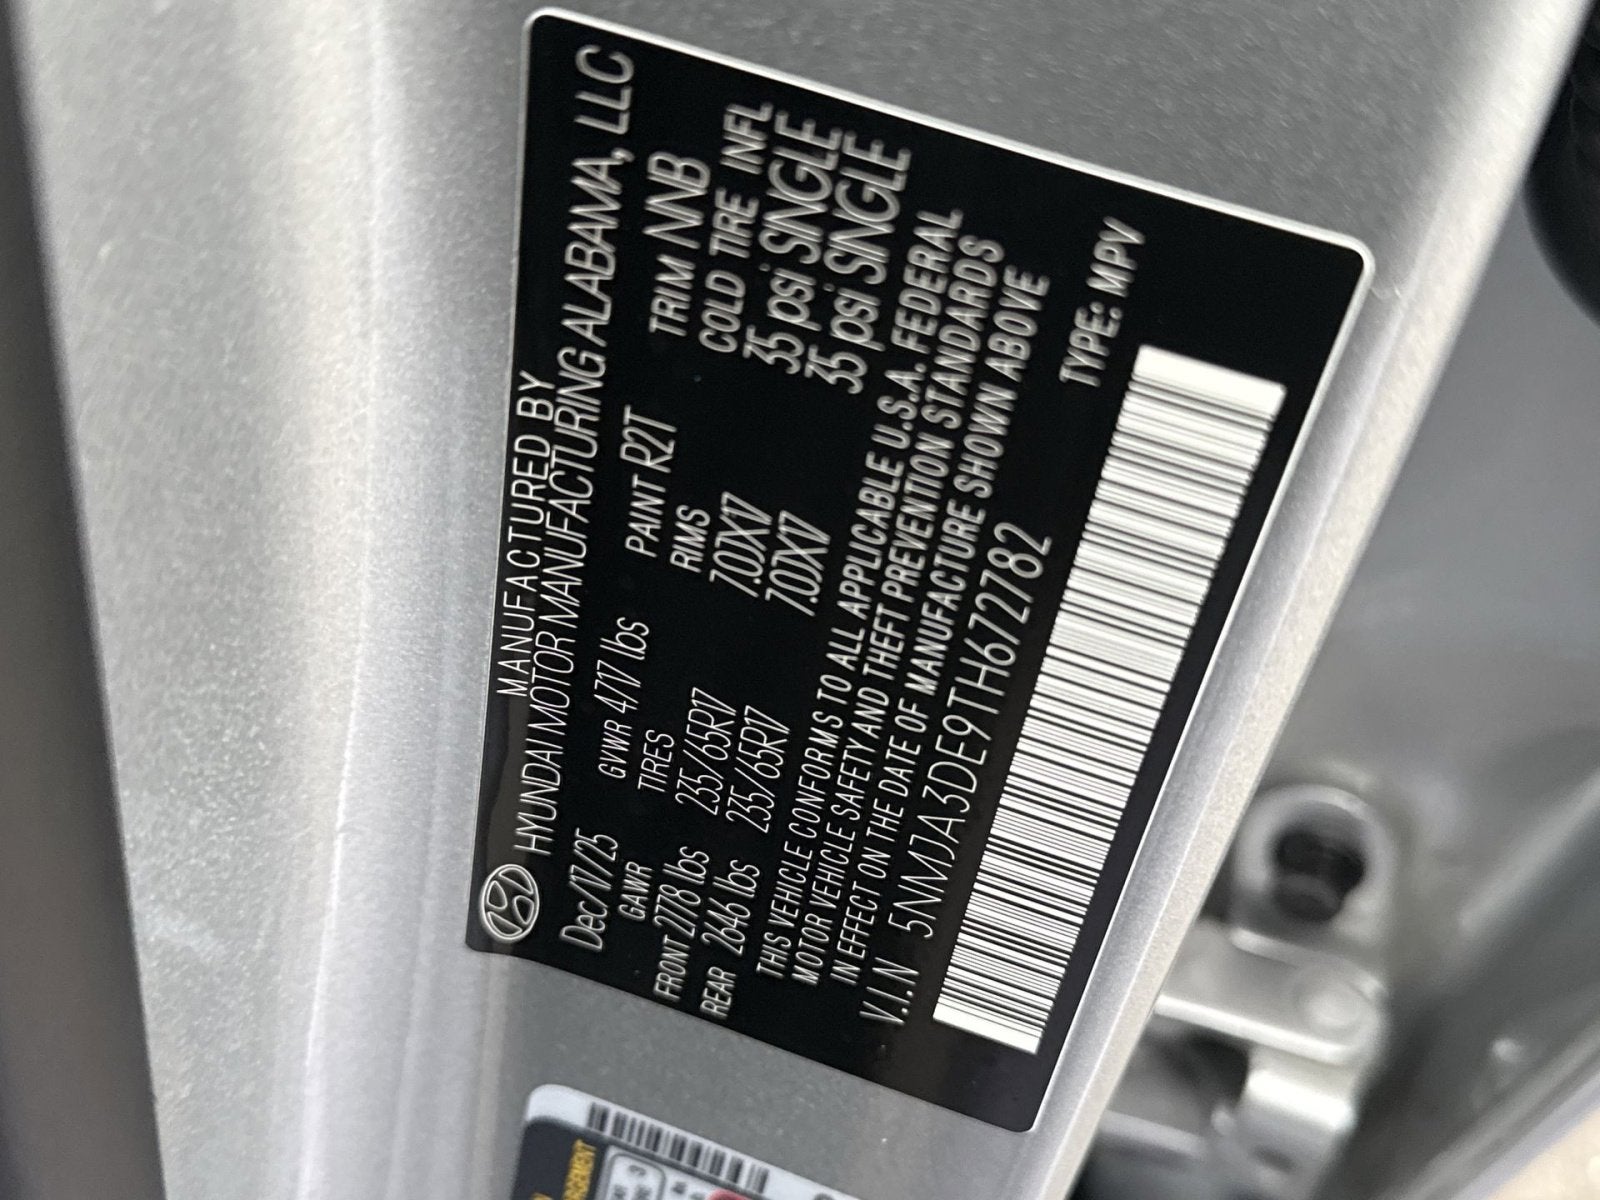 MANUFACTURED BY
HYUNDAI MOTOR MANUFACTURING ALABAMA, LLC
Dec/17/25 GVWR 4717 lbs PAINT R2T TRIM NNB
GAWR TIRES RIMS COLD TIRE INFL
FRONT 2778 lbs 235/65R17 7.0X17 35 psi SINGLE
REAR 2646 lbs 235/65R17 7.0X17 35 psi SINGLE
THIS VEHICLE CONFORMS TO ALL APPLICABLE U.S.A. FEDERAL
MOTOR VEHICLE SAFETY AND THEFT PREVENTION STANDARDS
IN EFFECT ON THE DATE OF MANUFACTURE SHOWN ABOVE
V.I.N 5NMJA3DE9TH672782 TYPE: MPV